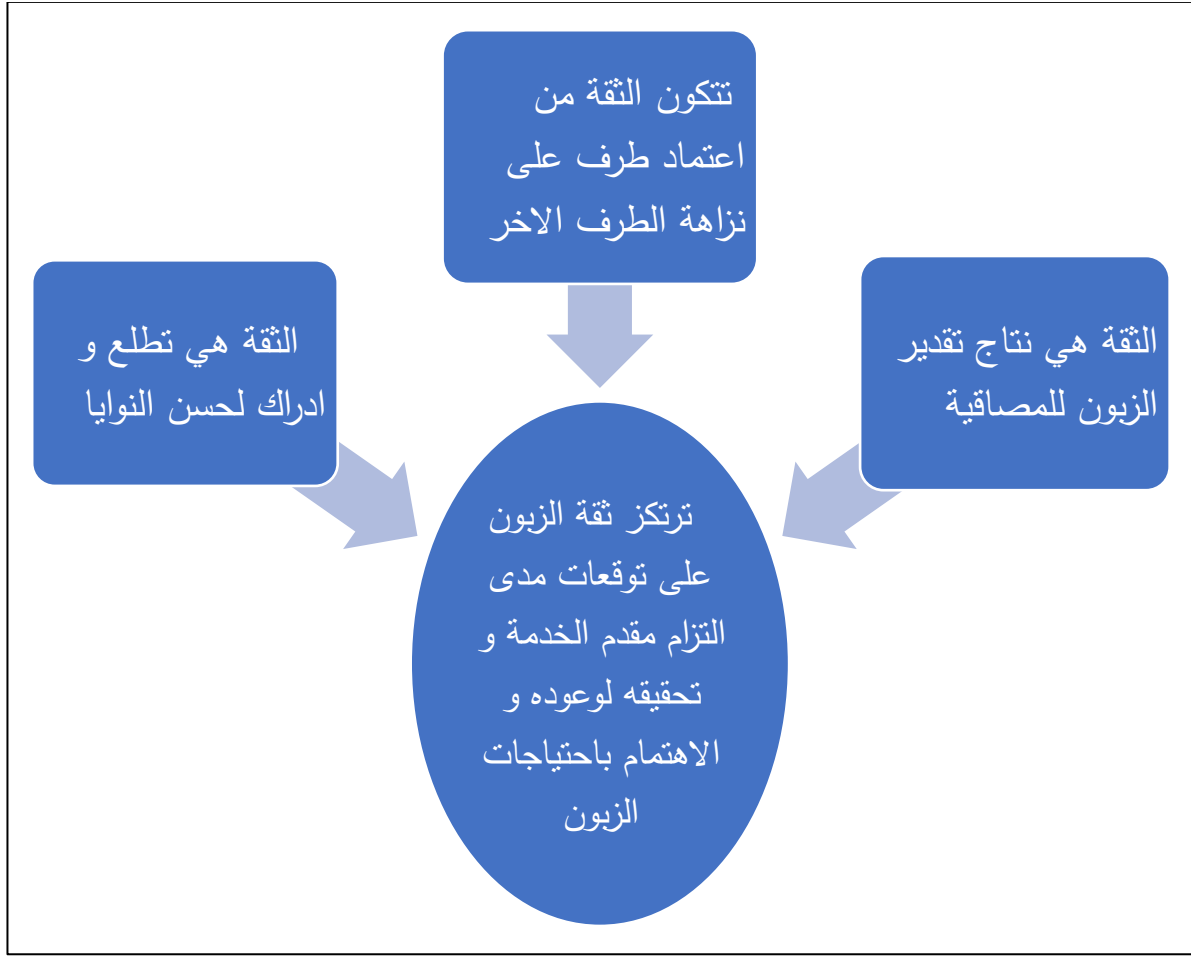 تتكون الثقة من
اعتماد طرف على
نزاهة الطرف الاخر
الثقة هي نتاج تقدير
الزبون للمصاقية
الثقة هي تطلع و
ادراك لحسن النوايا
ترتكز ثقة الزبون
على توقعات مدى
التزام مقدم الخدمة و
تحقيقه لوعوده و
الاهتمام باحتياجات
الزبون